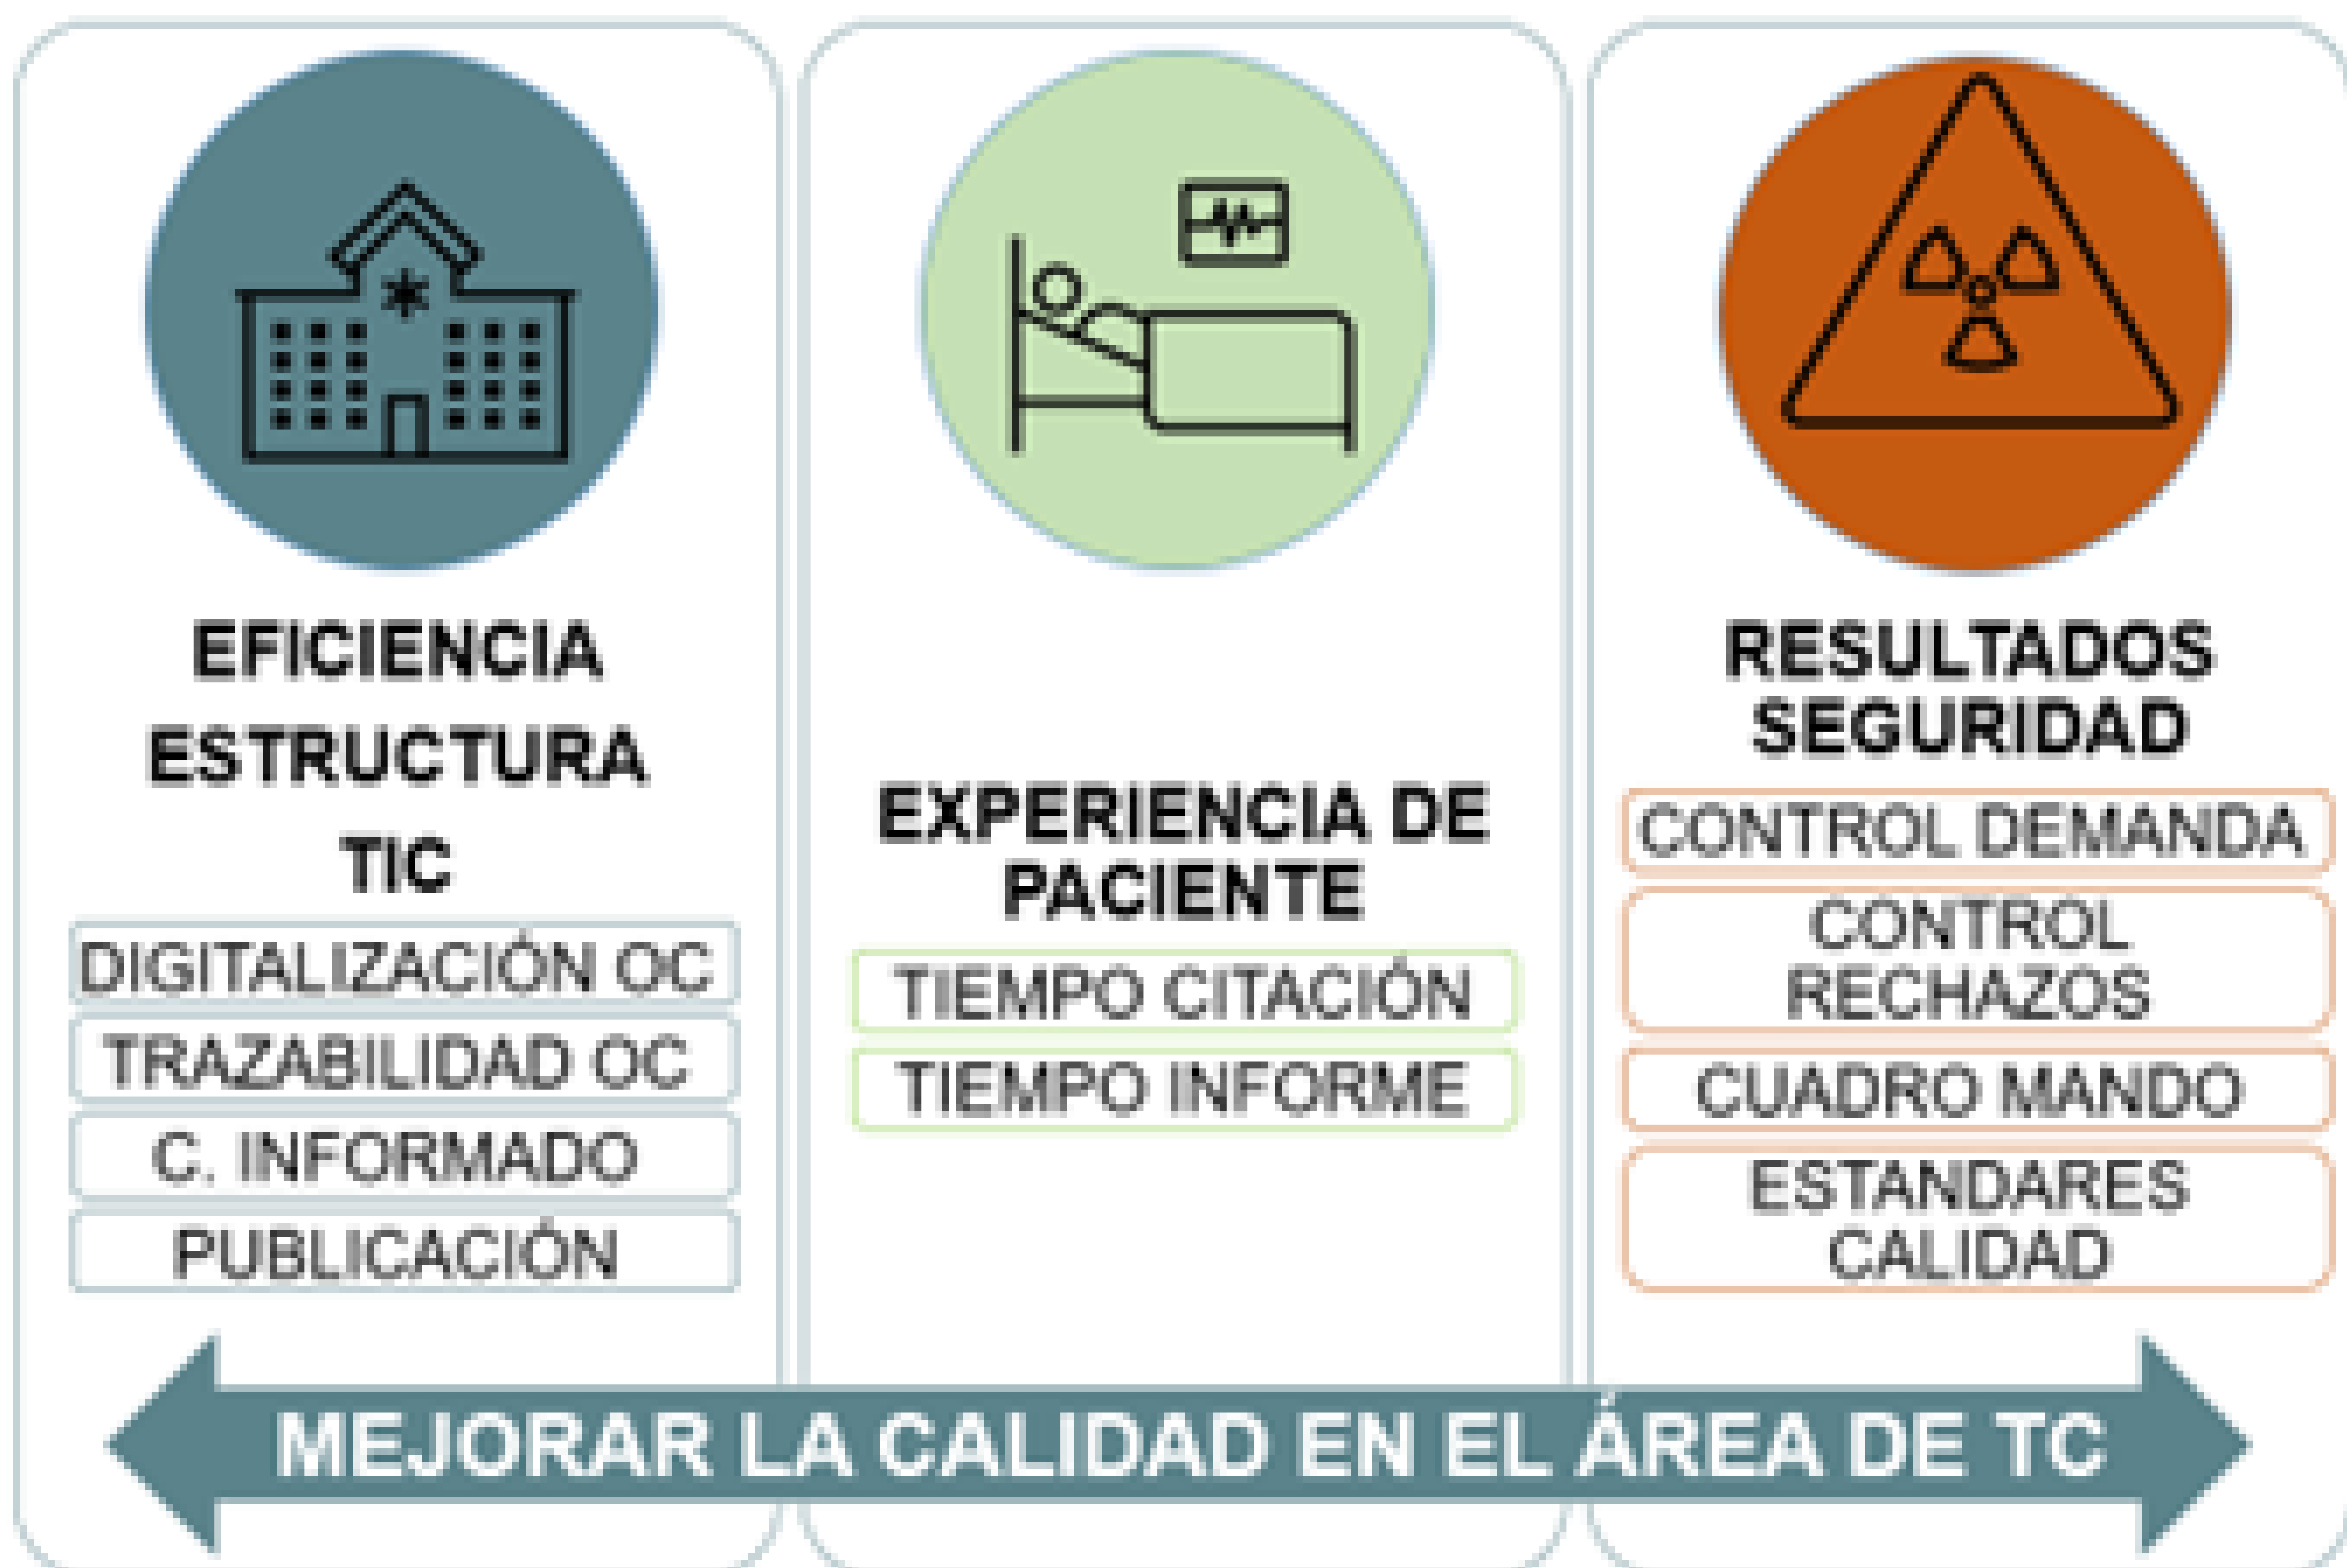 EFICIENCIA
ESTRUCTURA
TIC
DIGITALIZACIÓN OC
TRAZABILIDAD OC
C. INFORMADO
PUBLICACIÓN
EXPERIENCIA DE
PACIENTE
TIEMPO CITACIÓN
TIEMPO INFORME
RESULTADOS
SEGURIDAD
CONTROL DEMANDA
CONTROL
RECHAZOS
CUADRO MANDO
ESTANDARES
CALIDAD
MEJORAR LA CALIDAD EN EL ÁREA DE TC